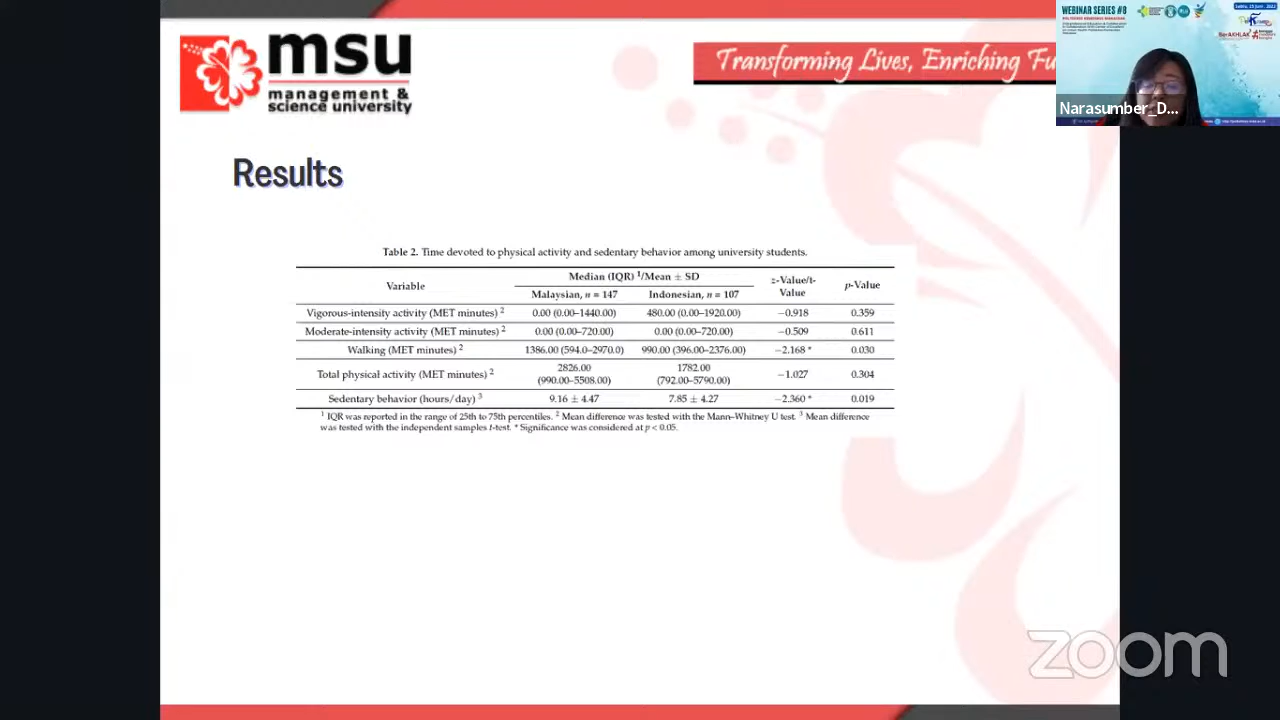 msu
management &
science university
Transforming Lives, Enriching Fu
WEBINAR SERIES #8
Narasumber_D...
Results
Table 2. Time devoted to physical activity and sedentary behavior among university students.
Variable Median (IQR) ¹/Mean ± SD z-Value/t-Value p-Value
Malaysian, n = 147 Indonesian, n = 107
Vigorous-intensity activity (MET minutes) ² 0.00 (0.00–1440.00) 480.00 (0.00–1920.00) −0.918 0.359
Moderate-intensity activity (MET minutes) ² 0.00 (0.00–720.00) 0.00 (0.00–720.00) −0.509 0.611
Walking (MET minutes) ² 1386.00 (594.0–2970.0) 990.00 (396.00–2376.00) −2.168 * 0.030
Total physical activity (MET minutes) ² 2826.00 (990.00–5508.00) 1782.00 (792.00–5790.00) −1.027 0.304
Sedentary behavior (hours/day) ³ 9.16 ± 4.47 7.85 ± 4.27 −2.360 * 0.019
¹ IQR was reported in the range of 25th to 75th percentiles. ² Mean difference was tested with the Mann–Whitney U test. ³ Mean difference
was tested with the independent samples t-test. * Significance was considered at p < 0.05.
zoom